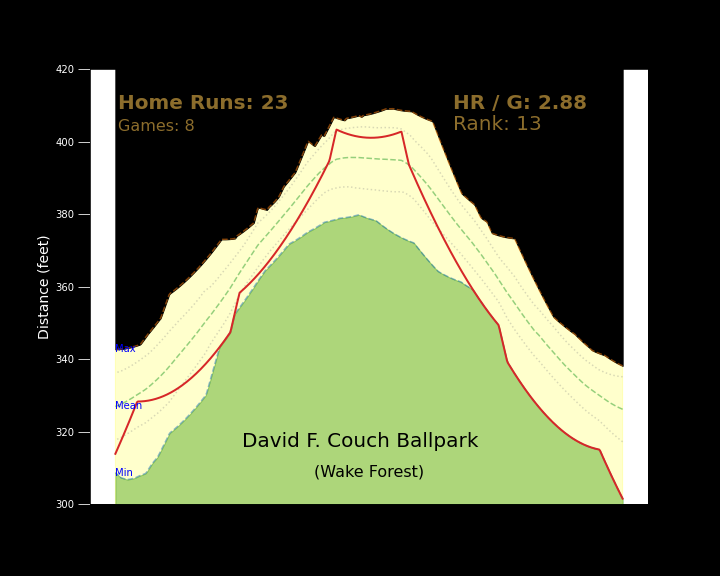 420
Home Runs: 23
HR / G: 2.88
Games: 8
Rank: 13
400
380
360
Distance (feet)
Max
340
Mean
320
David F. Couch Ballpark
(Wake Forest)
Min
300